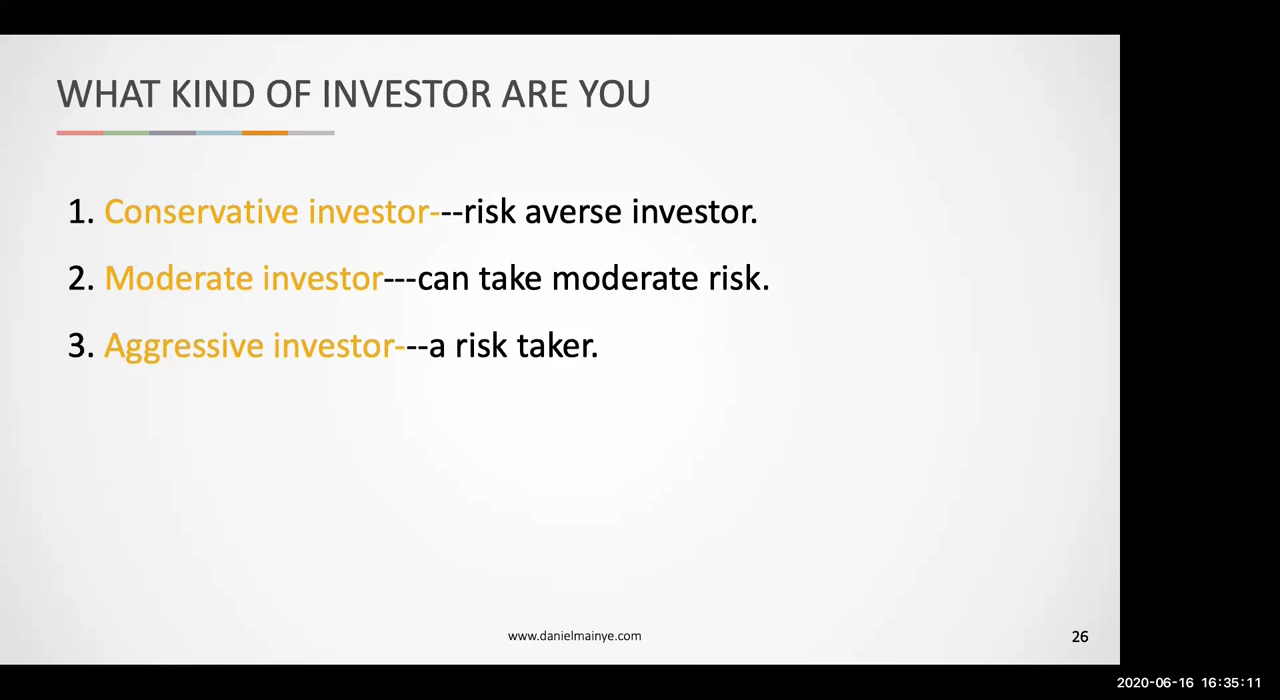 WHAT KIND OF INVESTOR ARE YOU
1. Conservative investor---risk averse investor.
2. Moderate investor---can take moderate risk.
3. Aggressive investor---a risk taker.
www.danielmainye.com
26
2020-06-16 16:35:11